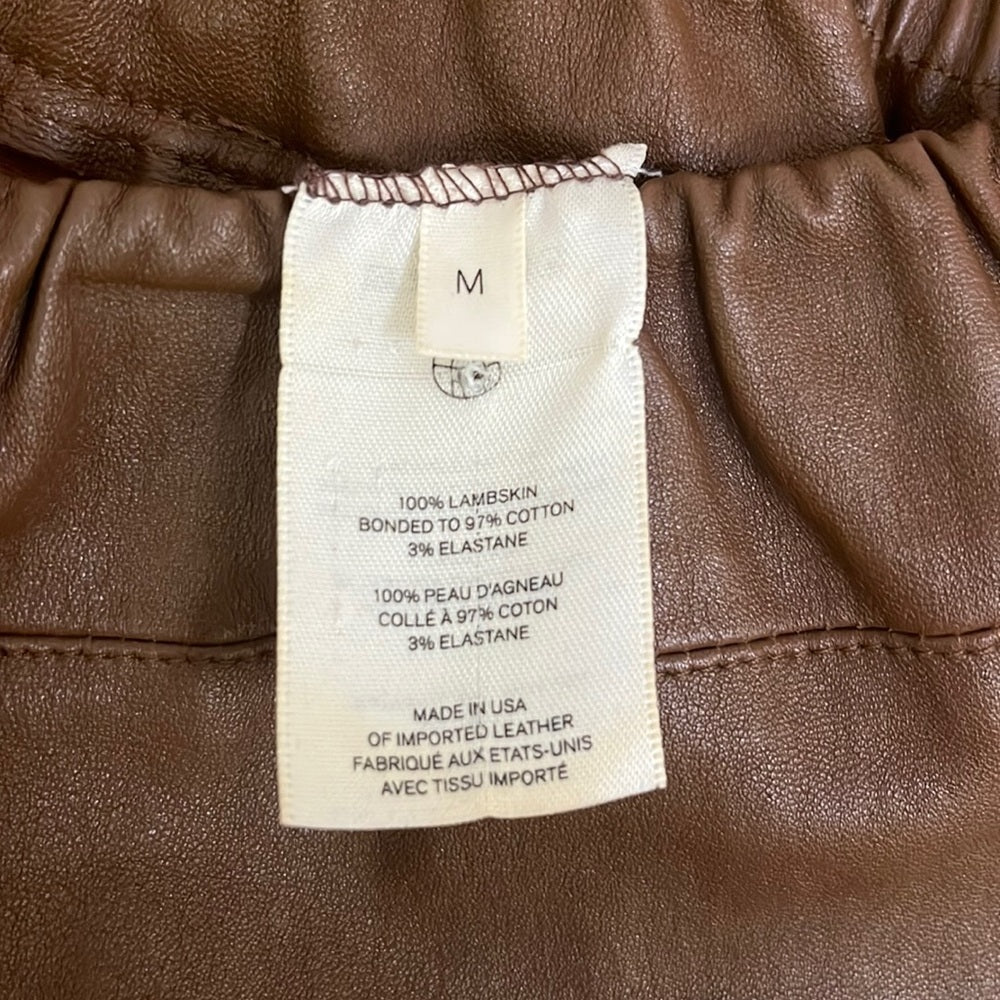 M
100% LAMBSKIN
BONDED TO 97% COTTON
3% ELASTANE
100% PEAU D'AGNEAU
COLLÉ À 97% COTON
3% ELASTANE
MADE IN USA
OF IMPORTED LEATHER
FABRIQUÉ AUX ETATS-UNIS
AVEC TISSU IMPORTÉ